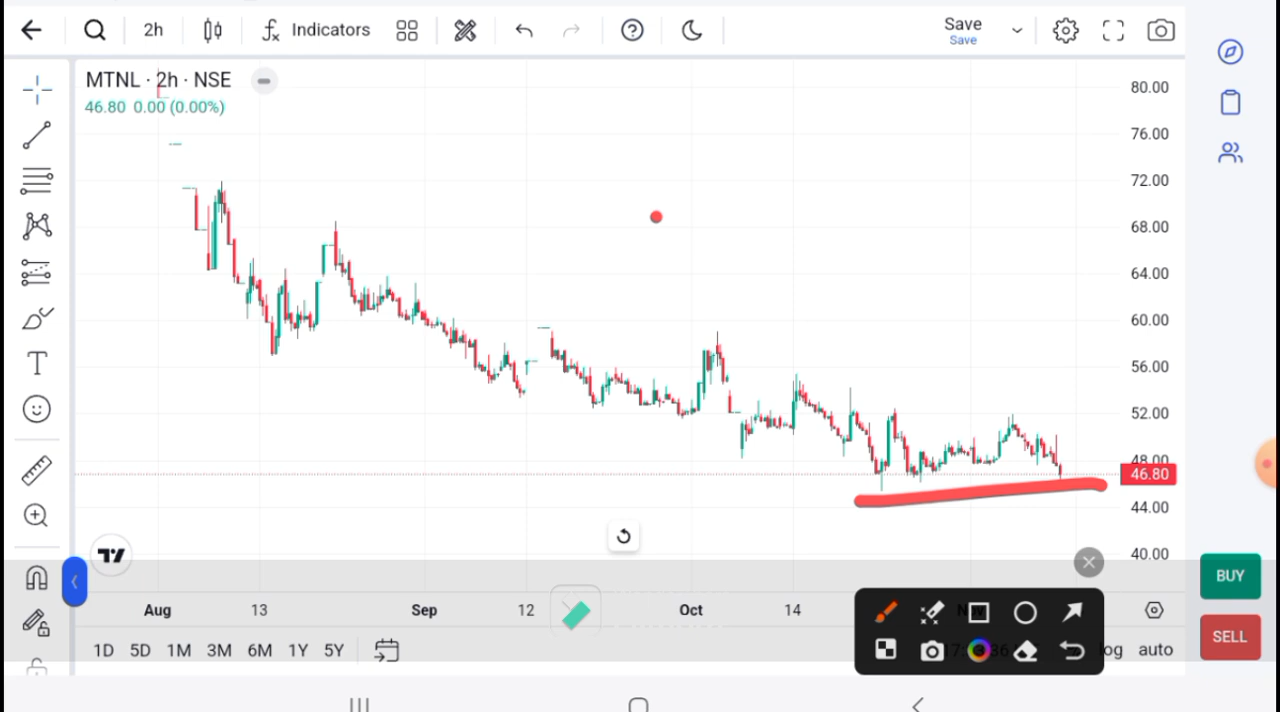 2h
Indicators
Save
Save
MTNL · 2h · NSE
46.80 0.00 (0.00%)
80.00
76.00
72.00
68.00
64.00
60.00
56.00
52.00
48.00
46.80
44.00
40.00
Aug 13 Sep 12 Oct 14
1D 5D 1M 3M 6M 1Y 5Y
log auto
BUY
SELL